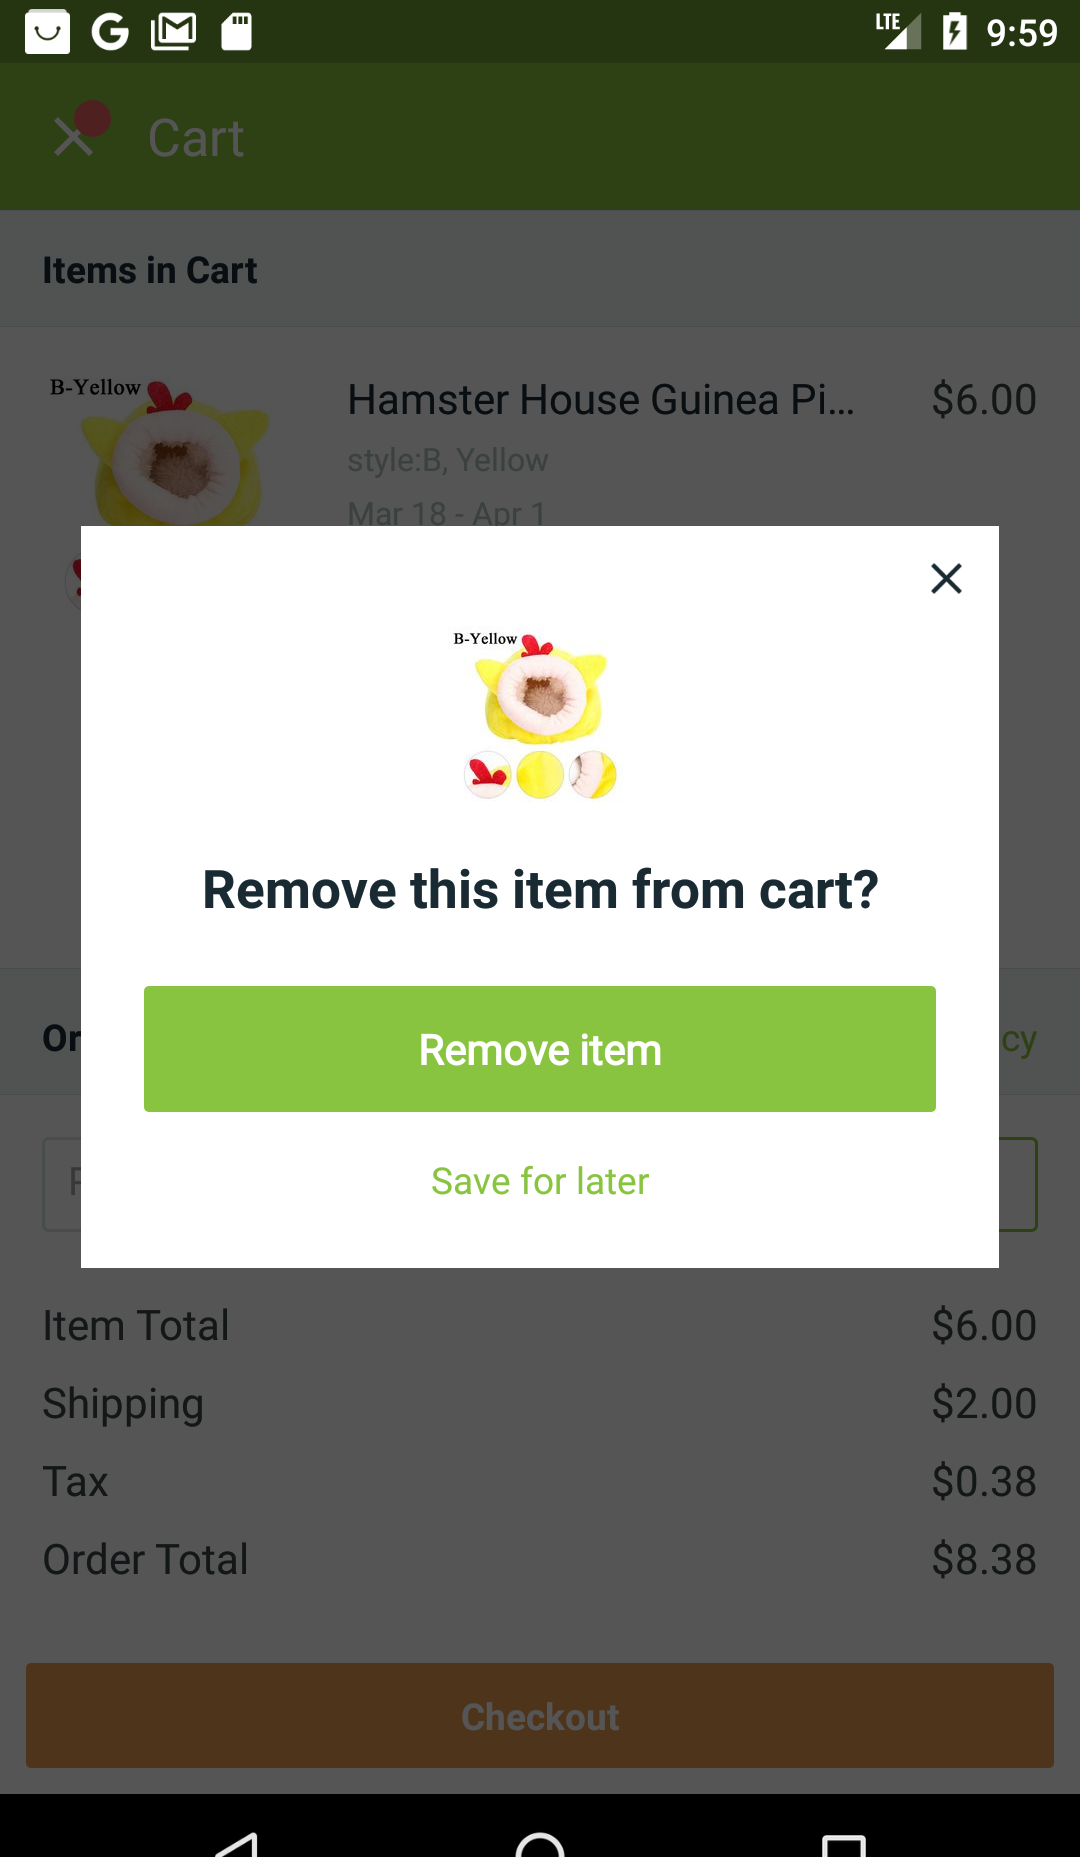 LTE 9:59
Cart
Items in Cart
B-Yellow
Hamster House Guinea Pi... $6.00
style:B, Yellow
Mar 18 - Apr 1
B-Yellow
Remove this item from cart?
Remove item
Save for later
Item Total $6.00
Shipping $2.00
Tax $0.38
Order Total $8.38
Checkout